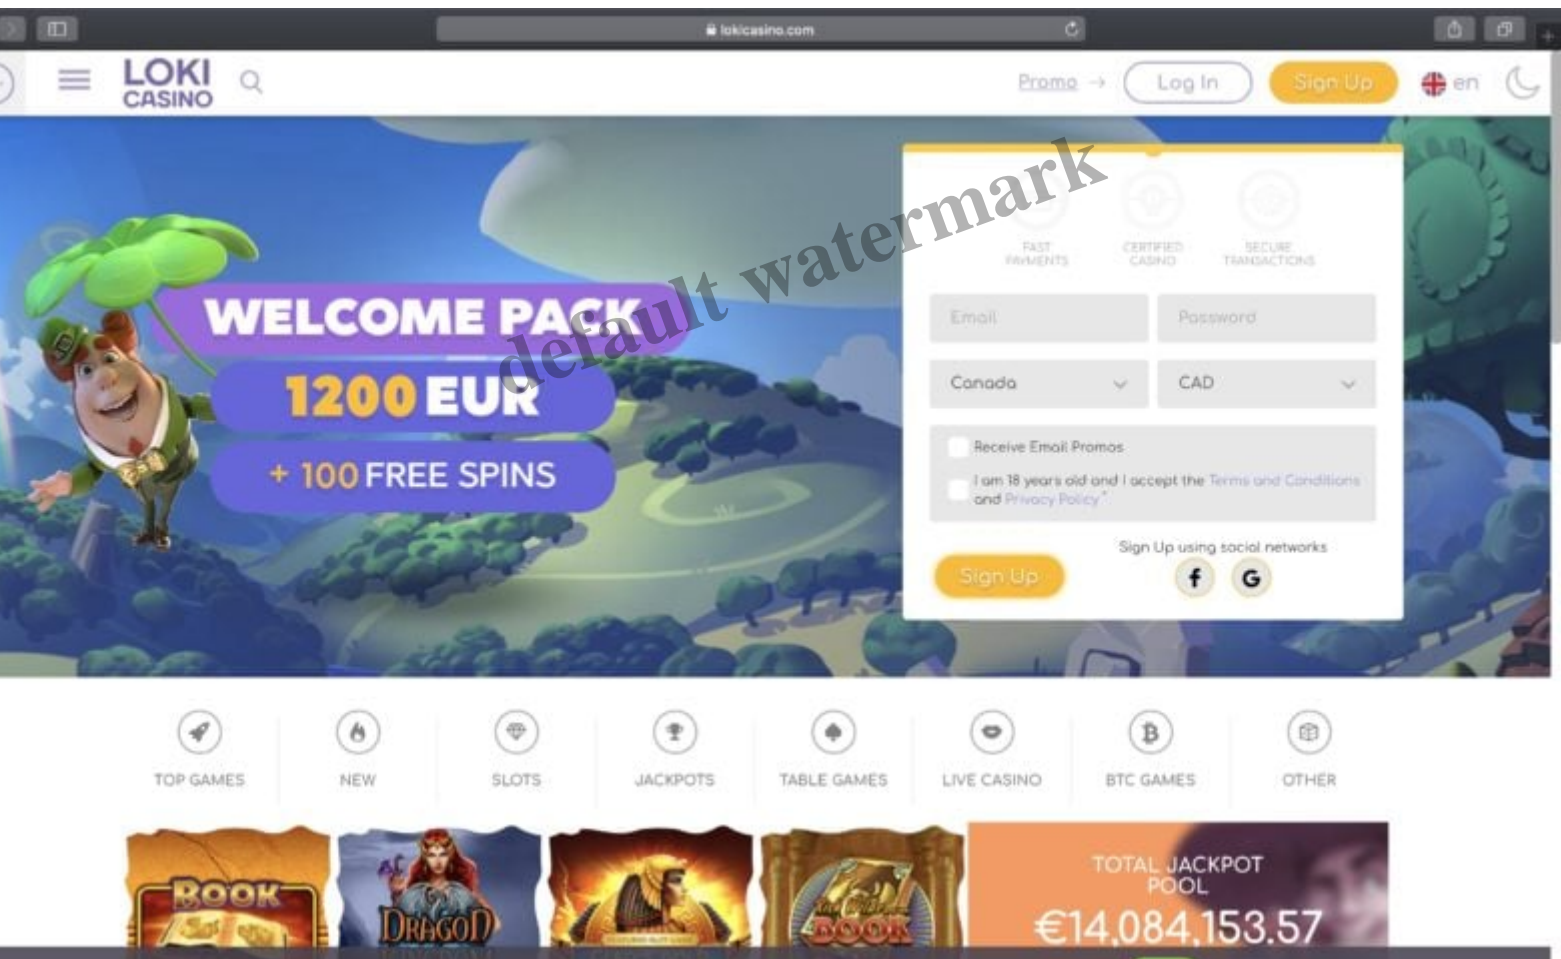 lokicasino.com
LOKI
CASINO
Promo →
Log In
Sign Up
en
default watermark
WELCOME PACK
1200 EUR
+ 100 FREE SPINS
FAST
PAYMENTS
CERTIFIED
CASINO
SECURE
TRANSACTIONS
Email
Password
Canada
CAD
Receive Email Promos
I am 18 years old and I accept the Terms and Conditions
and Privacy Policy*
Sign Up
Sign Up using social networks
f
G
TOP GAMES
NEW
SLOTS
JACKPOTS
TABLE GAMES
LIVE CASINO
BTC GAMES
OTHER
BOOK
DRAGON
BOOK
TOTAL JACKPOT
POOL
€14,084,153.57